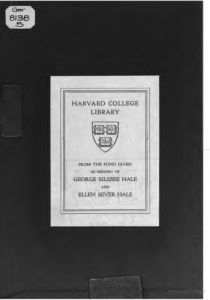 Ger
8138
.5
HARVARD COLLEGE
LIBRARY
FROM THE FUND GIVEN
IN MEMORY OF
GEORGE SILSBEE HALE
AND
ELLEN SEVER HALE